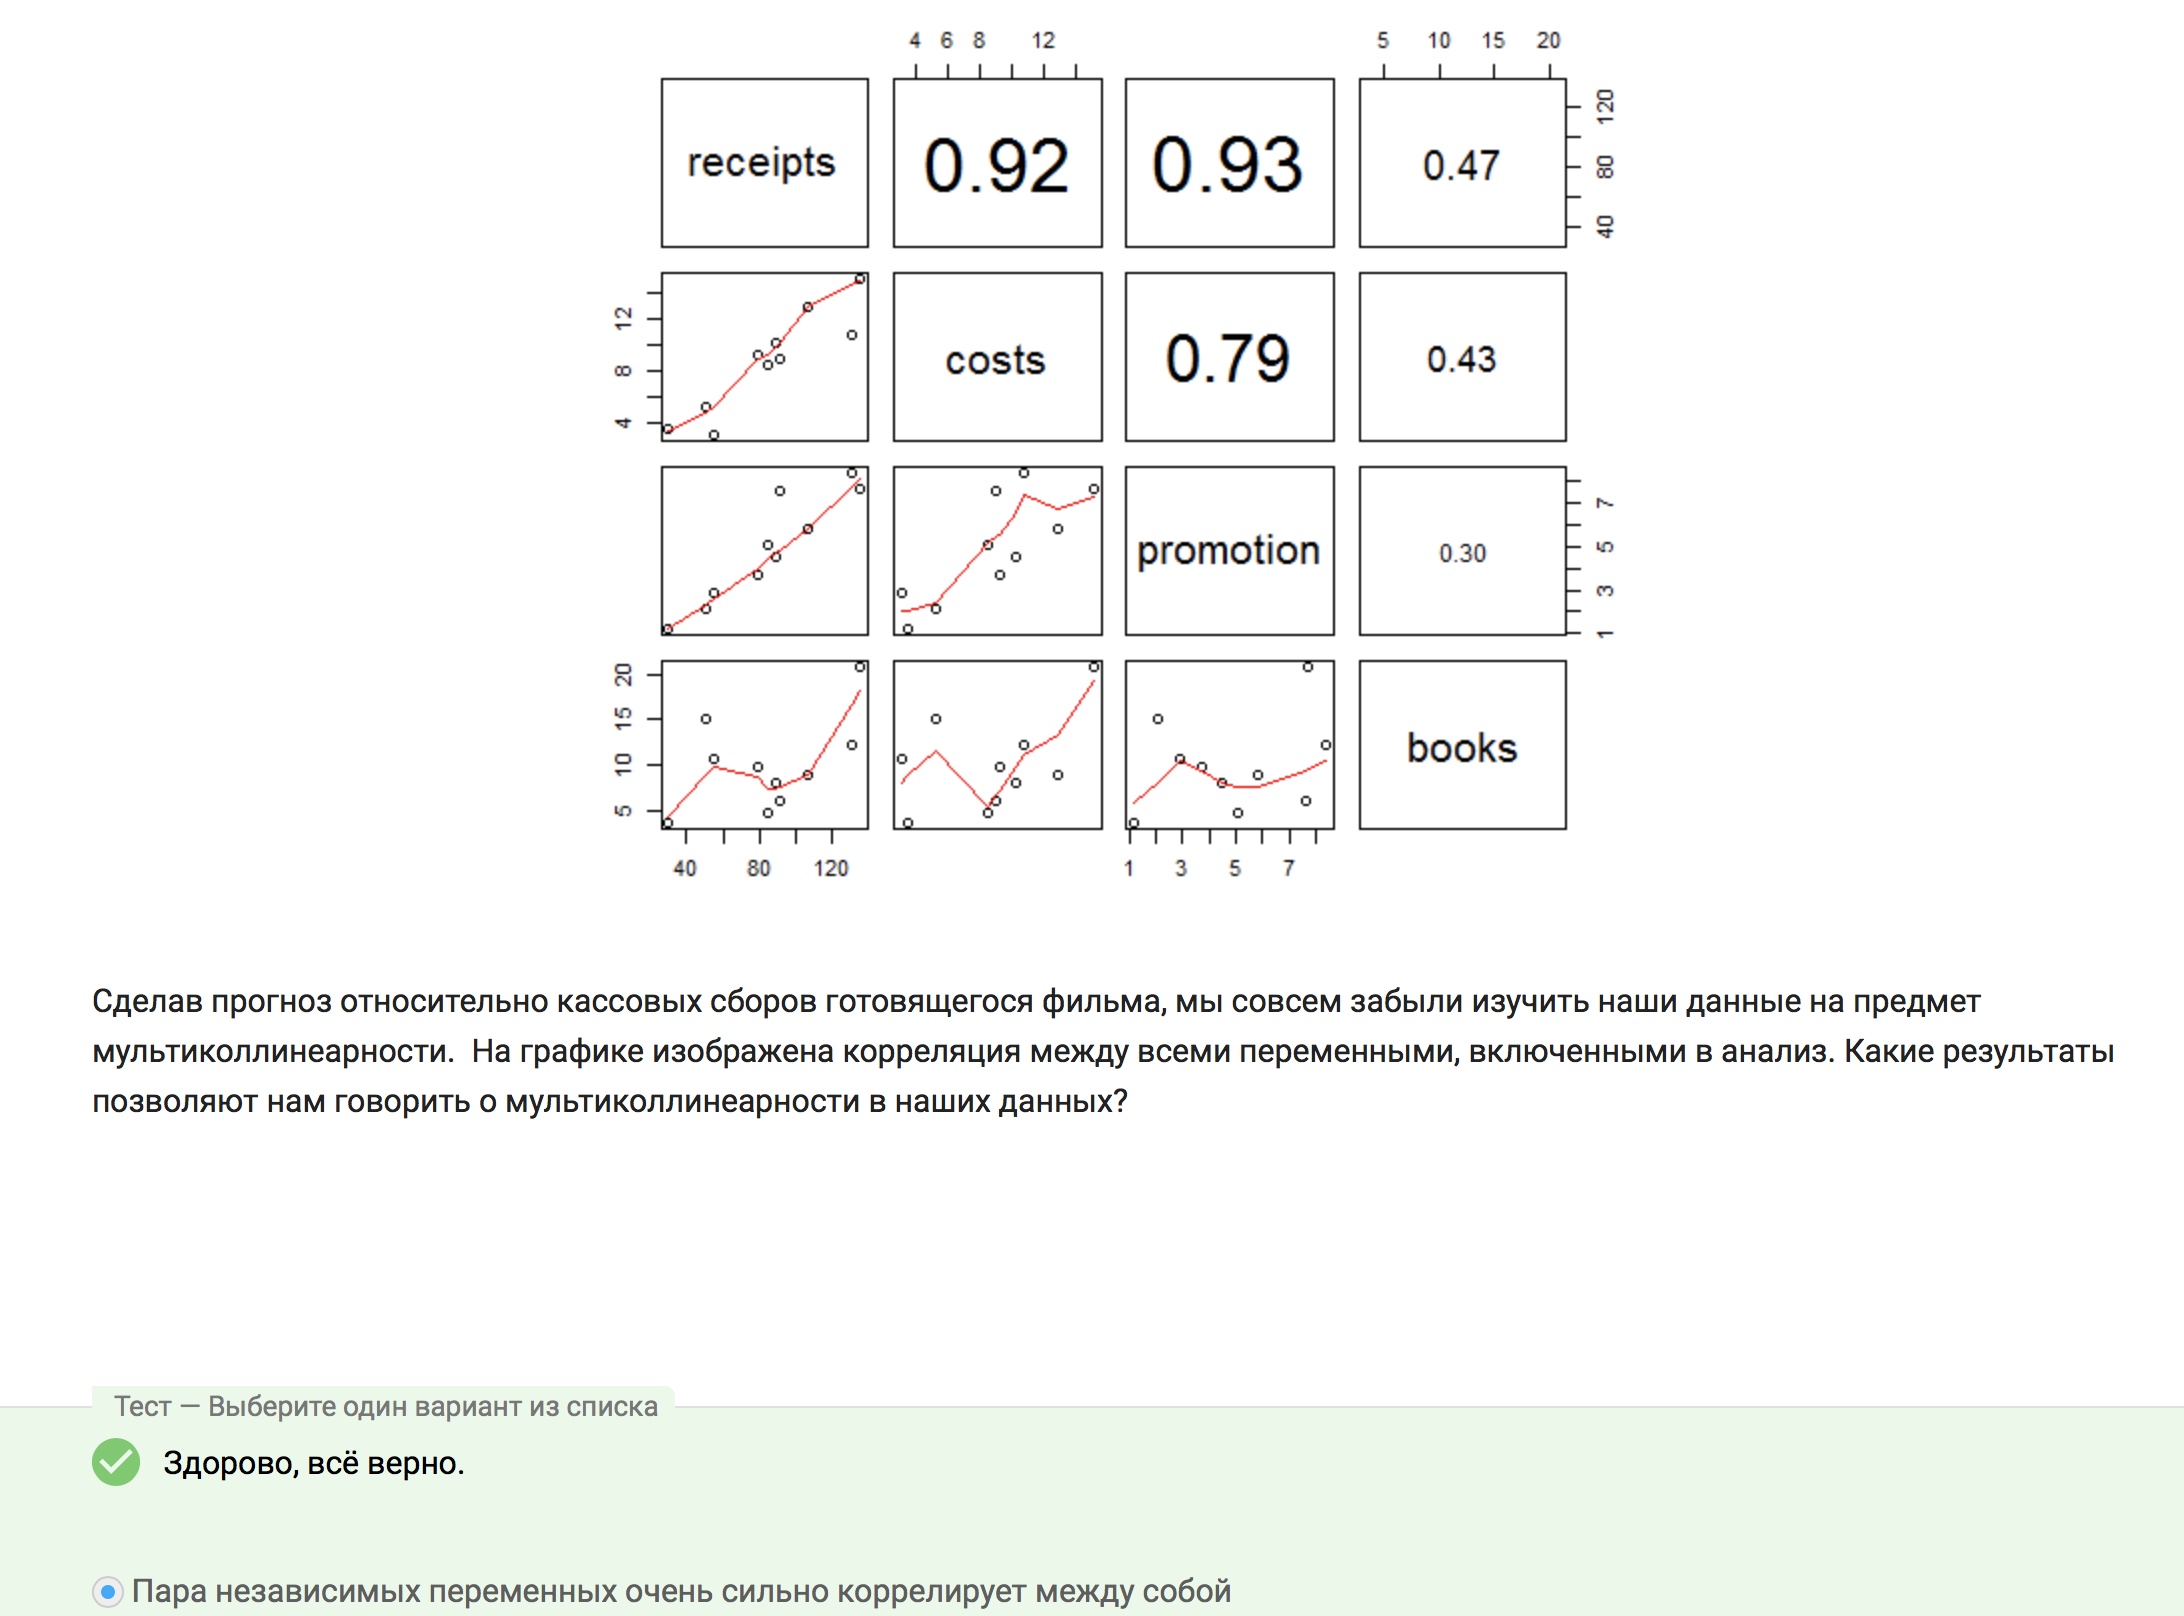 4 6 8 12 5 10 15 20
receipts 0.92 0.93 0.47 40 80 120
4 8 12 costs 0.79 0.43
promotion 0.30 1 3 5 7
5 10 15 20 books
40 80 120 1 3 5 7
Сделав прогноз относительно кассовых сборов готовящегося фильма, мы совсем забыли изучить наши данные на предмет
мультиколлинеарности. На графике изображена корреляция между всеми переменными, включенными в анализ. Какие результаты
позволяют нам говорить о мультиколлинеарности в наших данных?
Тест — Выберите один вариант из списка
Здорово, всё верно.
Пара независимых переменных очень сильно коррелирует между собой